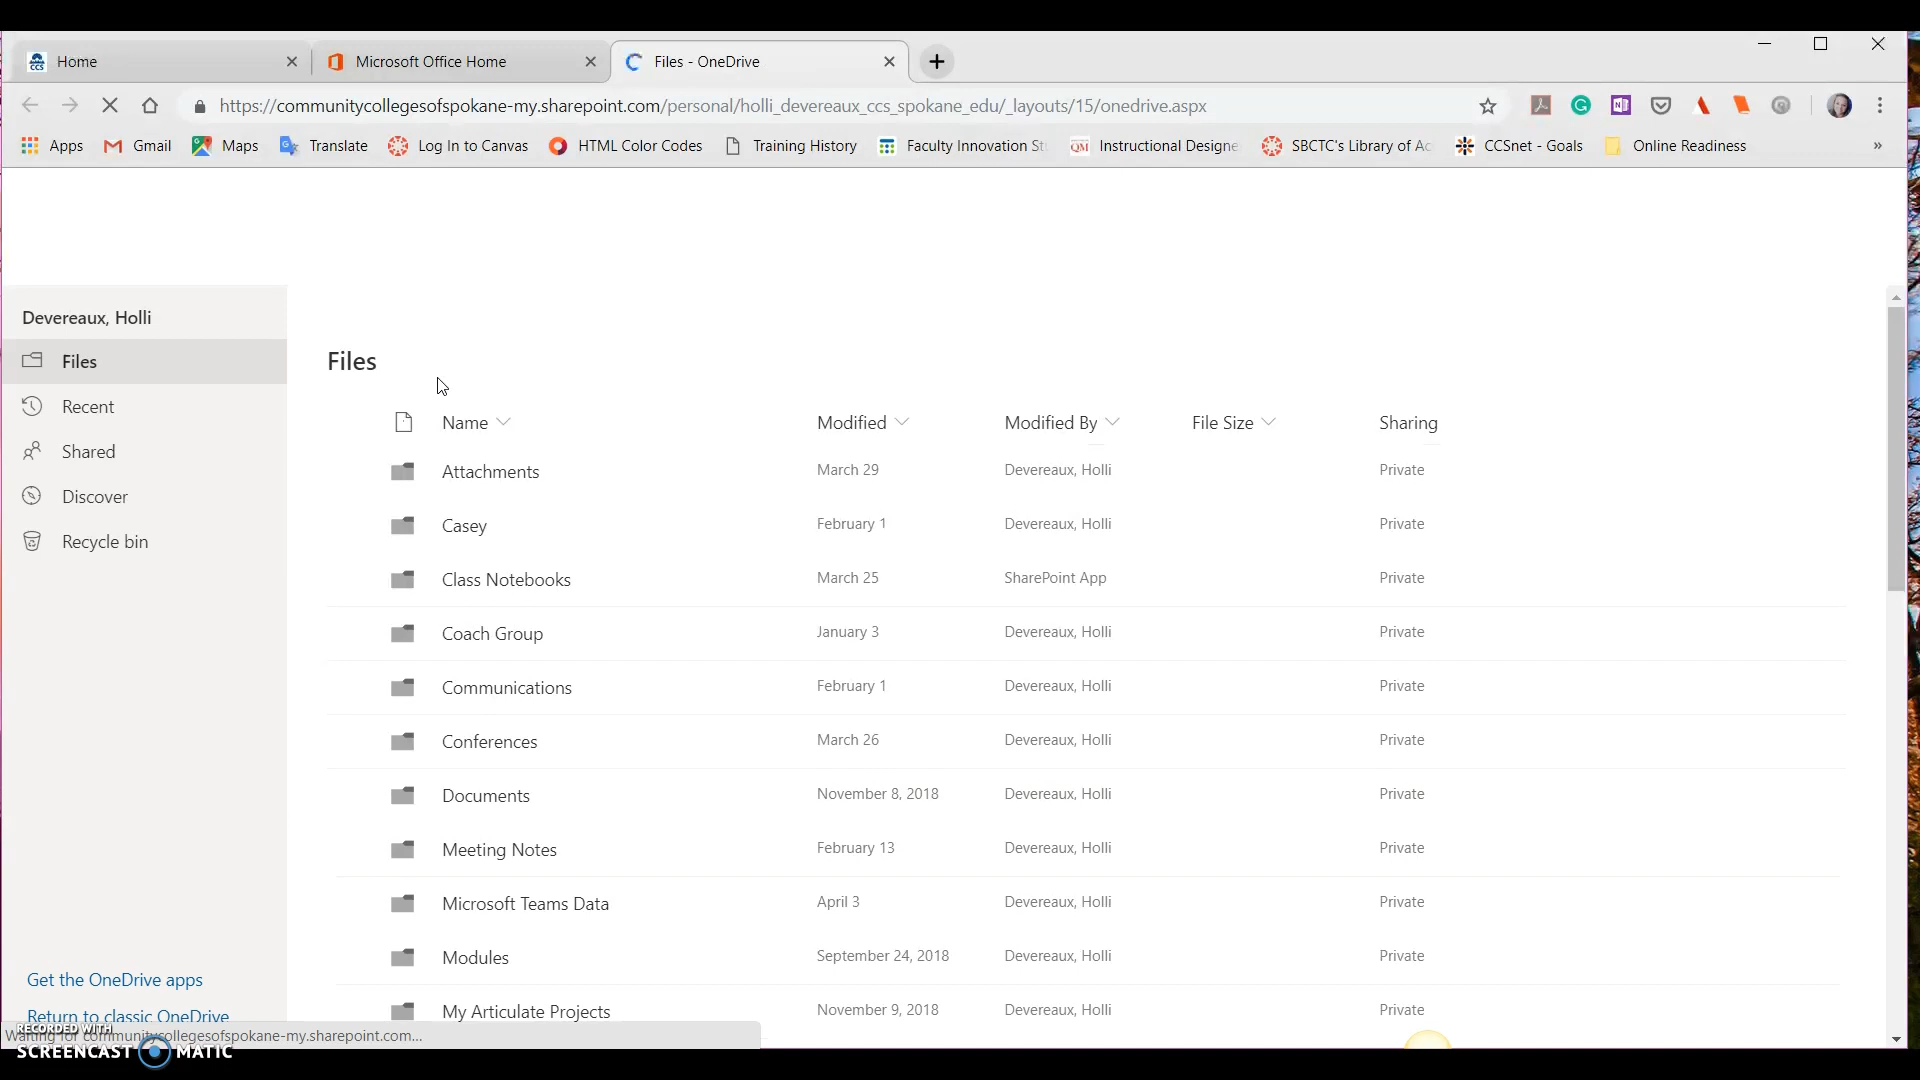 Home
Microsoft Office Home
Files - OneDrive
https://communitycollegesofspokane-my.sharepoint.com/personal/holli_devereaux_ccs_spokane_edu/_layouts/15/onedrive.aspx
Apps Gmail Maps Translate Log In to Canvas HTML Color Codes Training History Faculty Innovation St Instructional Designe SBCTC's Library of Ac CCSnet - Goals Online Readiness »
Devereaux, Holli
Files
Recent
Shared
Discover
Recycle bin
Get the OneDrive apps
Return to classic OneDrive
Files
Name Modified Modified By File Size Sharing
Attachments March 29 Devereaux, Holli Private
Casey February 1 Devereaux, Holli Private
Class Notebooks March 25 SharePoint App Private
Coach Group January 3 Devereaux, Holli Private
Communications February 1 Devereaux, Holli Private
Conferences March 26 Devereaux, Holli Private
Documents November 8, 2018 Devereaux, Holli Private
Meeting Notes February 13 Devereaux, Holli Private
Microsoft Teams Data April 3 Devereaux, Holli Private
Modules September 24, 2018 Devereaux, Holli Private
My Articulate Projects November 9, 2018 Devereaux, Holli Private
Waiting for communitycollegesofspokane-my.sharepoint.com...
RECORDED WITH
SCREENCAST MATIC